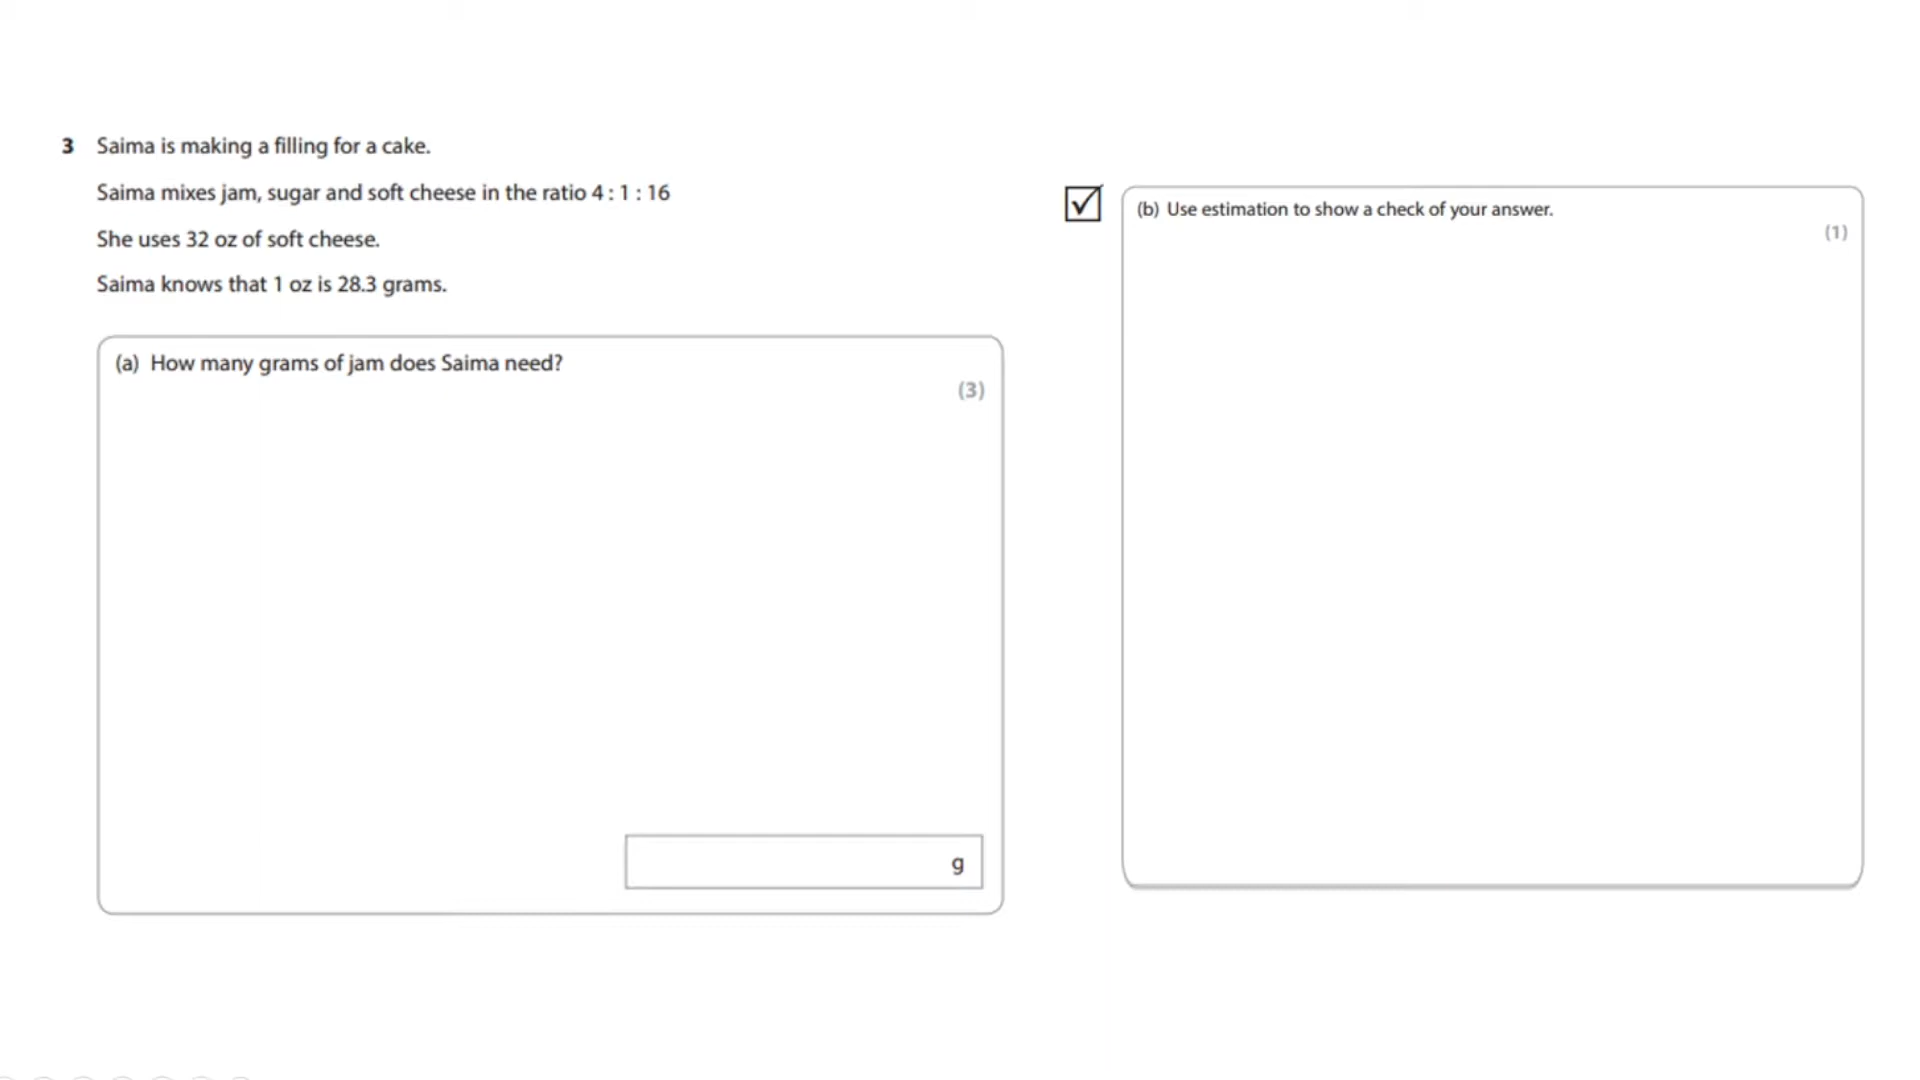 3 Saima is making a filling for a cake.
Saima mixes jam, sugar and soft cheese in the ratio 4 : 1 : 16
She uses 32 oz of soft cheese.
Saima knows that 1 oz is 28.3 grams.
(a) How many grams of jam does Saima need?
(3)
g
(b) Use estimation to show a check of your answer.
(1)